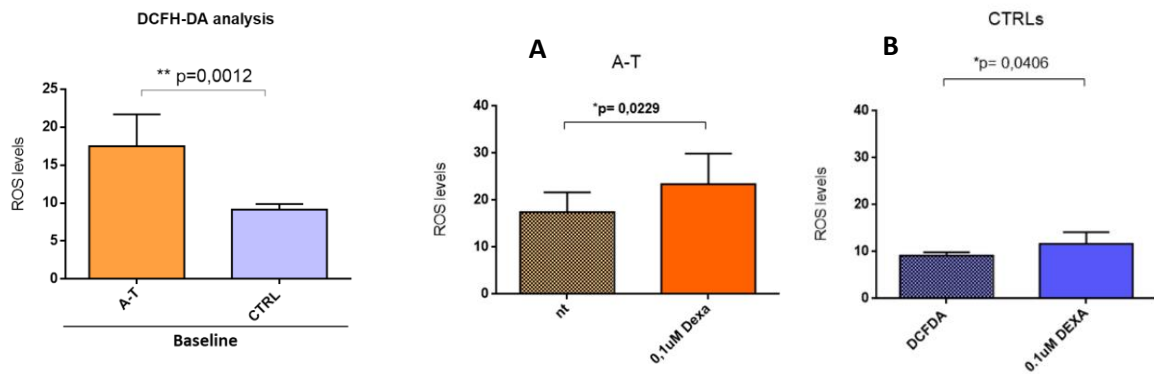 DCFH-DA analysis
** p=0,0012
25
20
15
10
5
0
ROS levels
A-T
CTRL
Baseline
A
A-T
*p= 0,0229
40
30
20
10
0
ROS levels
nt
0,1uM Dexa
CTRLs
B
*p= 0,0406
40
30
20
10
0
ROS levels
DCFDA
0.1uM DEXA